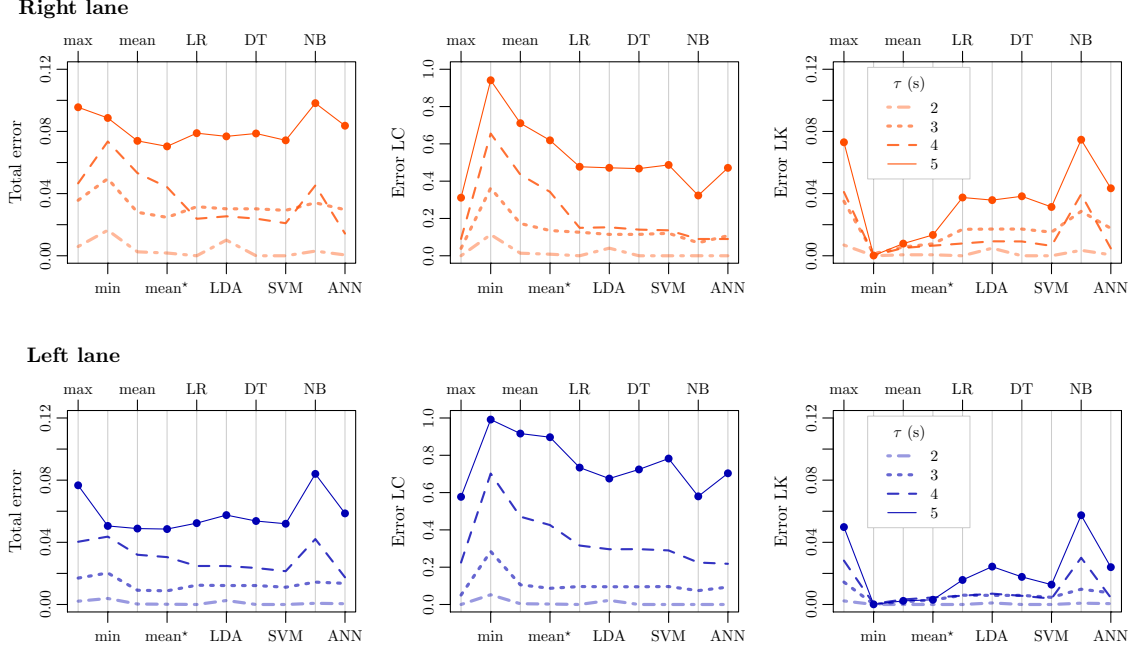 Right lane
max mean LR DT NB
Total error
0.00 0.04 0.08 0.12
min mean⋆ LDA SVM ANN
max mean LR DT NB
Error LC
0.0 0.2 0.4 0.6 0.8 1.0
min mean⋆ LDA SVM ANN
max mean LR DT NB
Error LK
0.00 0.04 0.08 0.12
τ (s)
2
3
4
5
min mean⋆ LDA SVM ANN
Left lane
max mean LR DT NB
Total error
0.00 0.04 0.08 0.12
min mean⋆ LDA SVM ANN
max mean LR DT NB
Error LC
0.0 0.2 0.4 0.6 0.8 1.0
min mean⋆ LDA SVM ANN
max mean LR DT NB
Error LK
0.00 0.04 0.08 0.12
τ (s)
2
3
4
5
min mean⋆ LDA SVM ANN